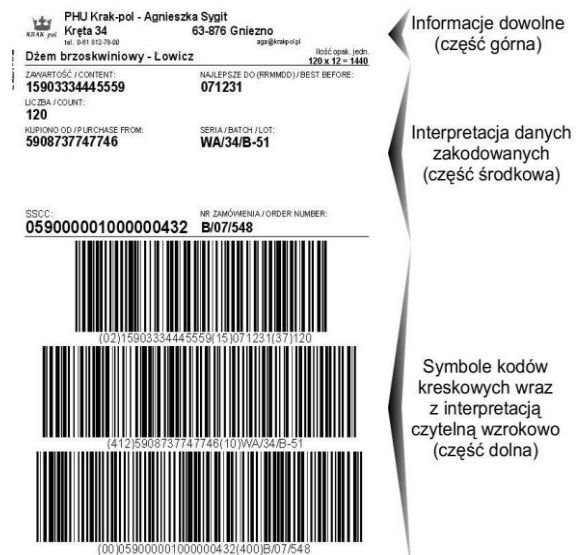 KRAK pol
PHU Krak-pol - Agnieszka Sygit
Kręta 34 63-876 Gniezno
tel. 0-61 812-78-00 aga@krakpol.pl
Dżem brzoskwiniowy - Łowicz
Ilość opak. jedn.
120 x 12 = 1440
ZAWARTOŚĆ / CONTENT: NAJLEPSZE DO (RRMMDD) / BEST BEFORE:
15903334445559 071231
LICZBA / COUNT:
120
KUPIONO OD / PURCHASE FROM: SERIA / BATCH / LOT:
5908737747746 WA/34/B-51
SSCC: NR ZAMÓWIENIA / ORDER NUMBER:
059000001000000432 B/07/548
(02)15903334445559(15)071231(37)120
(412)5908737747746(10)WA/34/B-51
(00)059000001000000432(400)B/07/548
Informacje dowolne
(część górna)
Interpretacja danych
zakodowanych
(część środkowa)
Symbole kodów
kreskowych wraz
z interpretacją
czytelną wzrokowo
(część dolna)